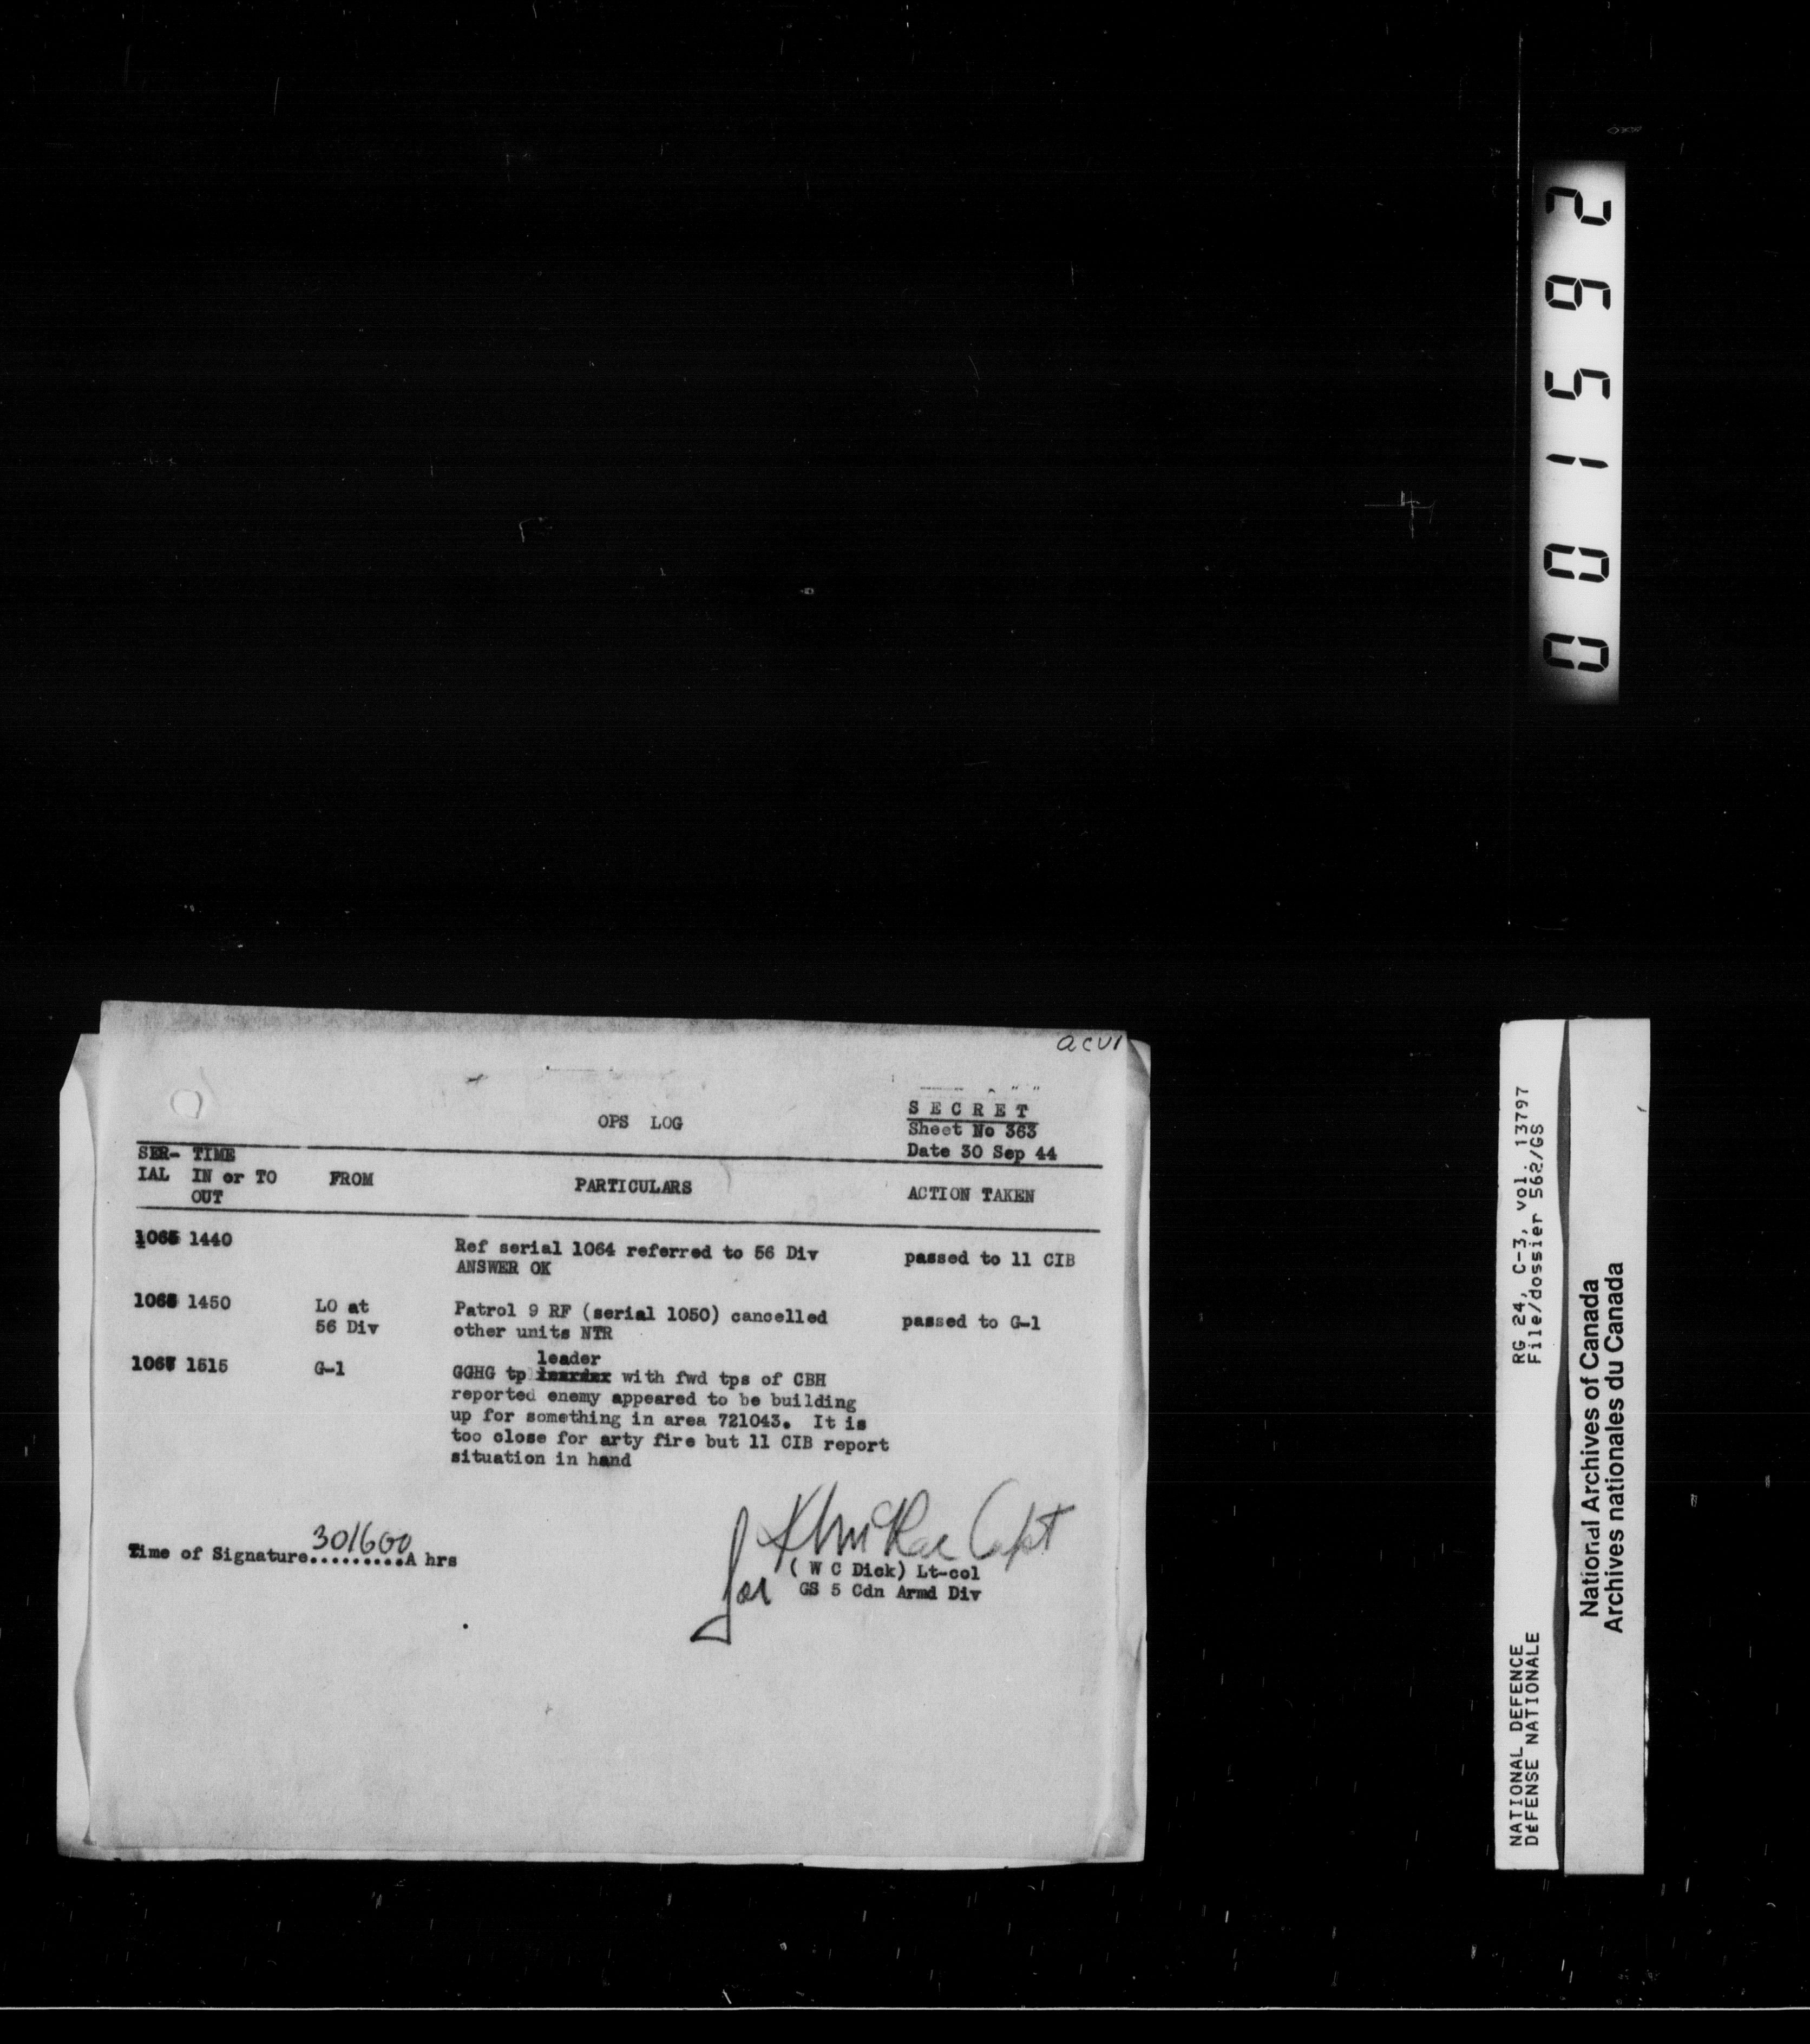 001592
acv1
OPS LOG
SECRET
Sheet No 363
Date 30 Sep 44
SER- TIME
IAL IN or TO FROM PARTICULARS ACTION TAKEN
OUT
1065 1440 Ref serial 1064 referred to 56 Div passed to 11 CIB
ANSWER OK
1066 1450 LO at Patrol 9 RF (serial 1050) cancelled passed to G-1
56 Div other units NTR
leader
1067 1515 G-1 GGHG tp with fwd tps of CBH
reported enemy appeared to be building
up for something in area 721043. It is
too close for arty fire but 11 CIB report
situation in hand
Time of Signature 301600 A hrs
Capt
for (W C Dick) Lt-col
GS 5 Cdn Armd Div
NATIONAL DEFENCE RG 24, C-3, vol. 13797
DÉFENSE NATIONALE File/dossier 562/GS
National Archives of Canada
Archives nationales du Canada